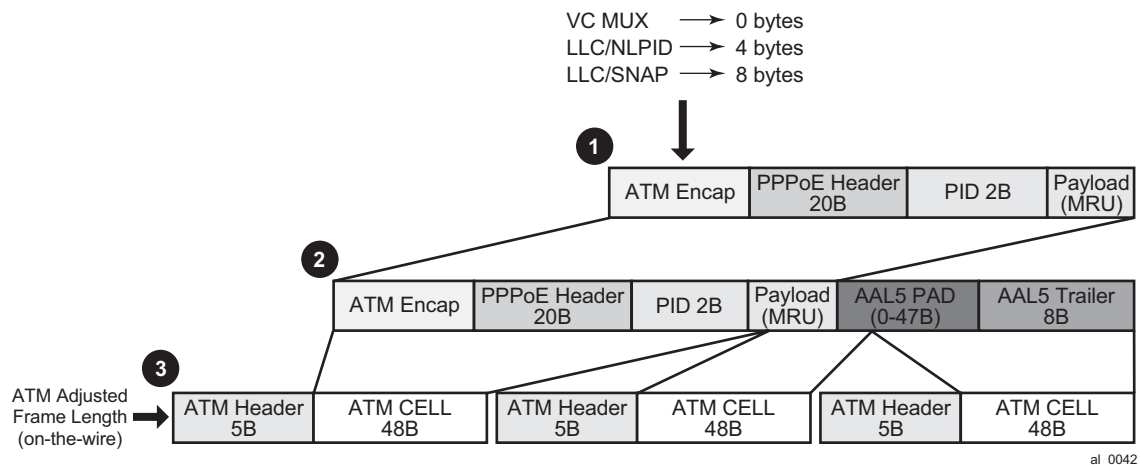 VC MUX → 0 bytes
LLC/NLPID → 4 bytes
LLC/SNAP → 8 bytes
1
ATM Encap
PPPoE Header
20B
PID 2B
Payload
(MRU)
2
ATM Encap
PPPoE Header
20B
PID 2B
Payload
(MRU)
AAL5 PAD
(0-47B)
AAL5 Trailer
8B
3
ATM Adjusted
Frame Length
(on-the-wire)
ATM Header
5B
ATM CELL
48B
ATM Header
5B
ATM CELL
48B
ATM Header
5B
ATM CELL
48B
al_0042